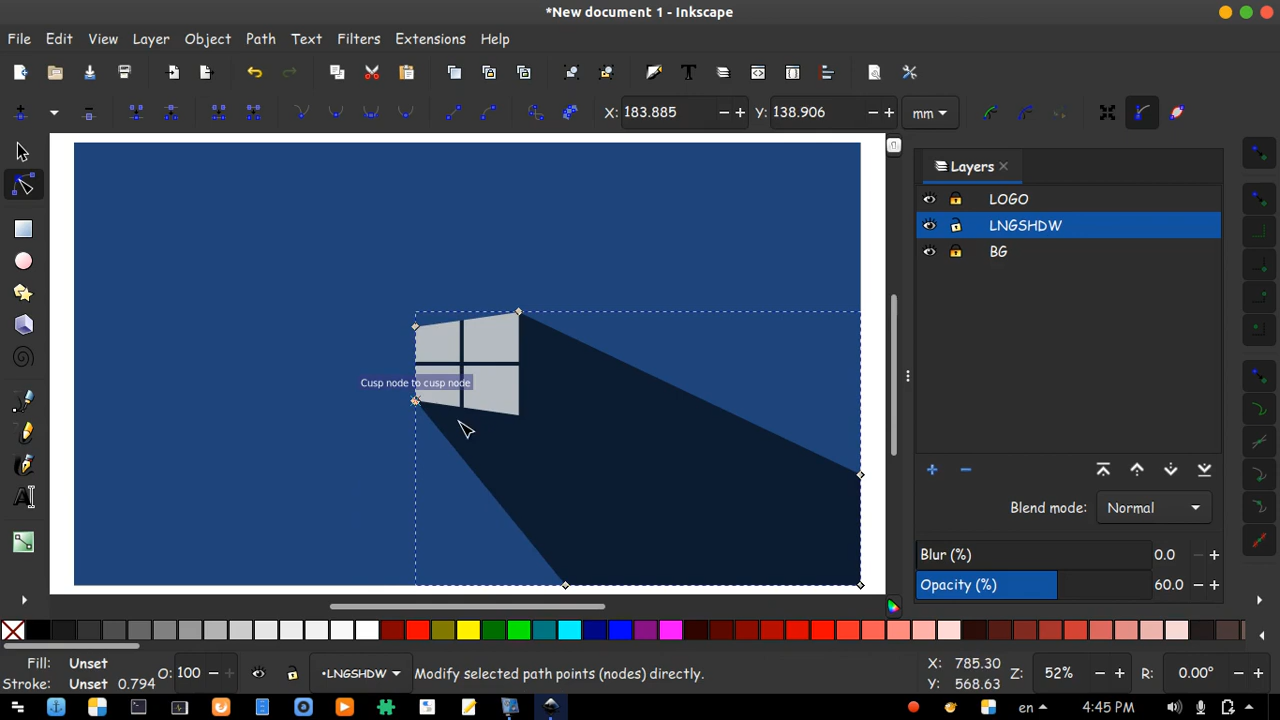 *New document 1 - Inkscape
File Edit View Layer Object Path Text Filters Extensions Help
X: 183.885 Y: 138.906 mm
Layers
LOGO
LNGSHDW
BG
Cusp node to cusp node
Blend mode: Normal
Blur (%) 0.0
Opacity (%) 60.0
Fill: Unset
Stroke: Unset 0.794
O: 100
•LNGSHDW
Modify selected path points (nodes) directly.
X: 785.30
Y: 568.63
Z: 52%
R: 0.00°
en
4:45 PM